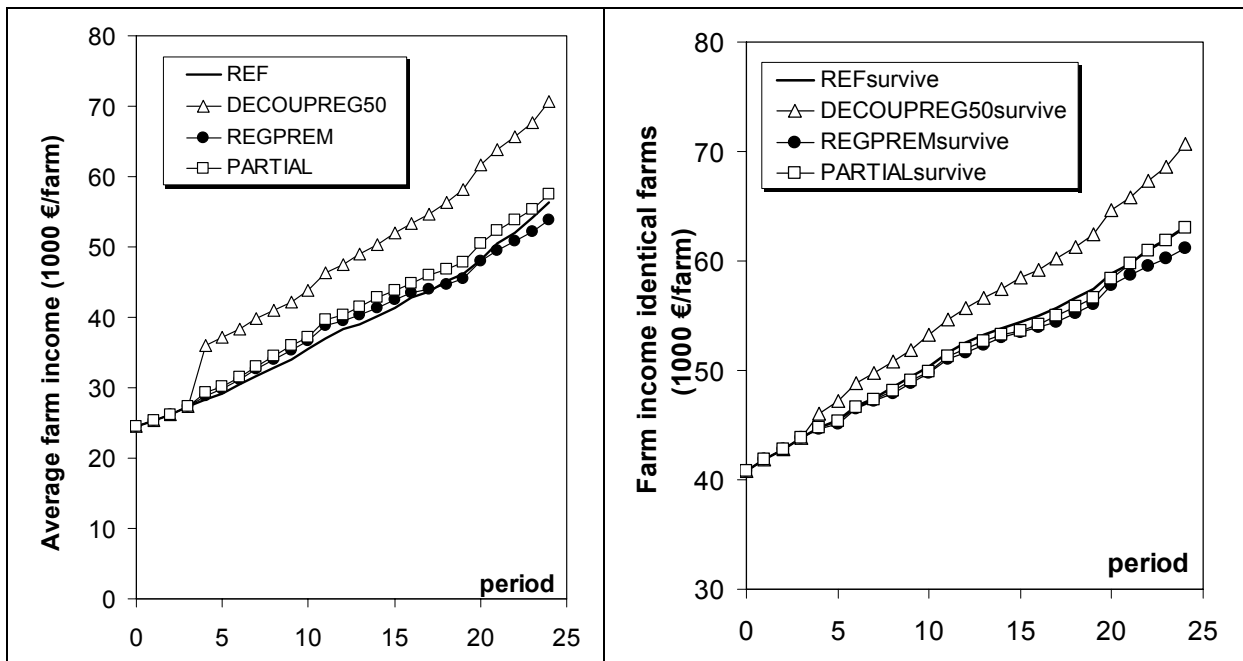 Average farm income (1000 €/farm)
80
70
60
50
40
30
20
10
0
REF
DECOUPREG50
REGPREM
PARTIAL
period
0 5 10 15 20 25
Farm income identical farms
(1000 €/farm)
80
70
60
50
40
30
REFsurvive
DECOUPREG50survive
REGPREMsurvive
PARTIALsurvive
period
0 5 10 15 20 25